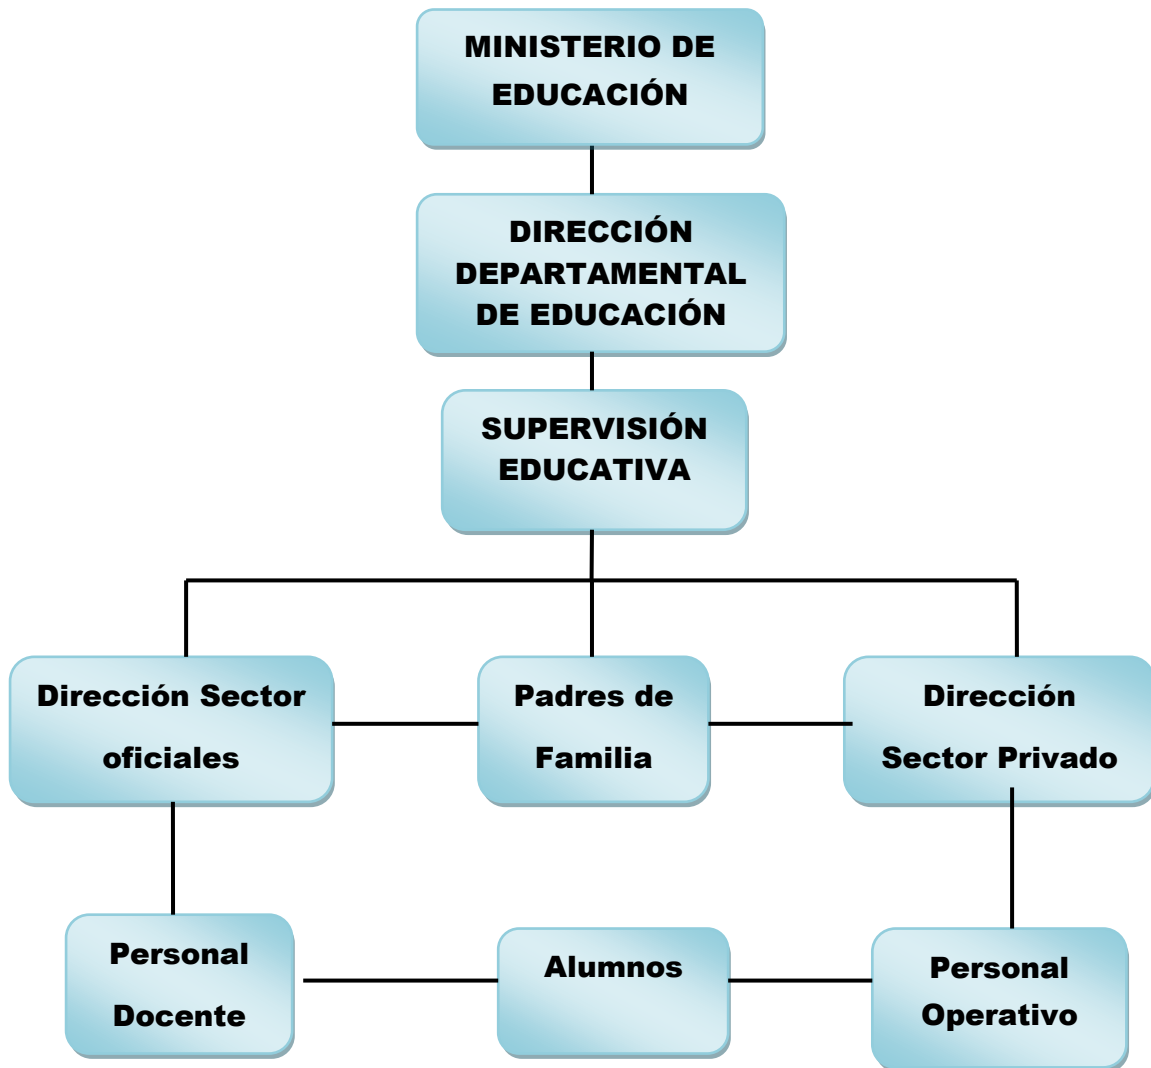 MINISTERIO DE
EDUCACIÓN
DIRECCIÓN
DEPARTAMENTAL
DE EDUCACIÓN
SUPERVISIÓN
EDUCATIVA
Dirección Sector
oficiales
Padres de
Familia
Dirección
Sector Privado
Personal
Docente
Alumnos
Personal
Operativo